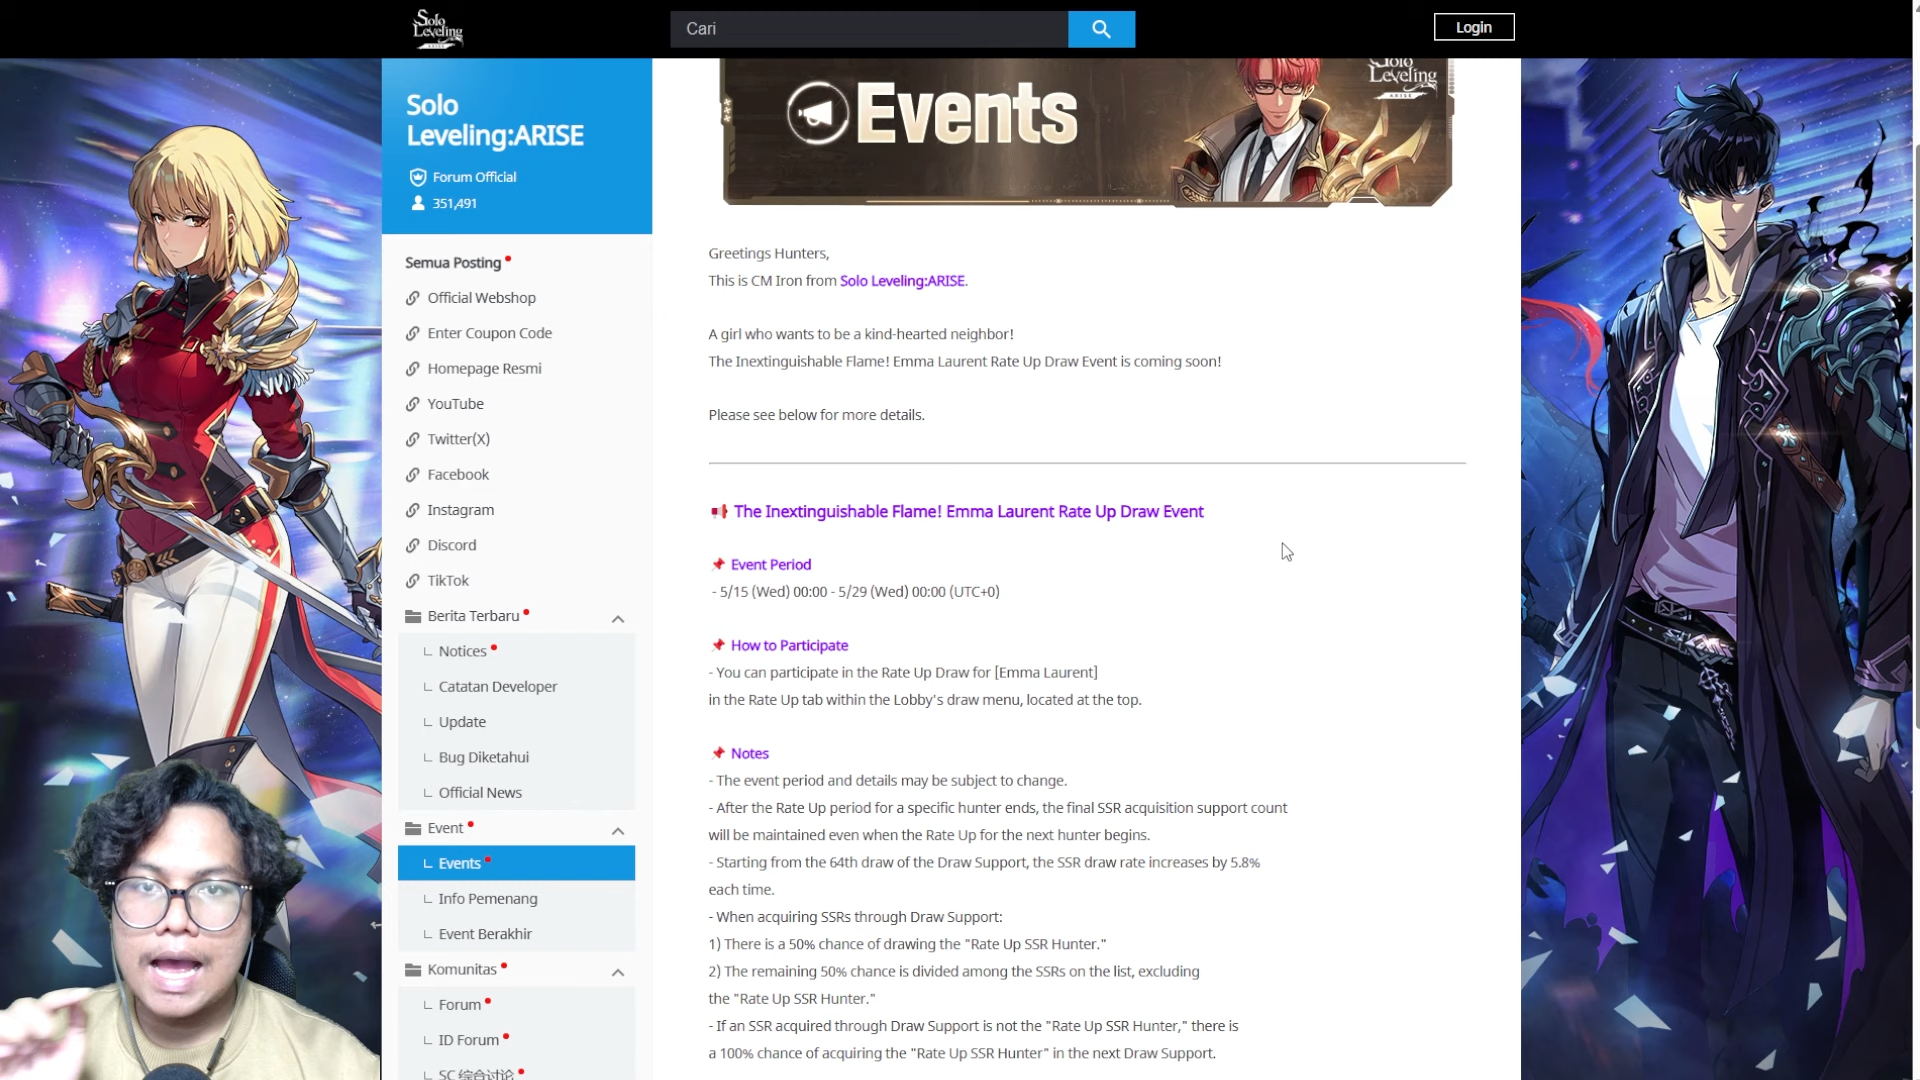 Solo
Leveling
ARISE
Cari
Login
Solo
Leveling:ARISE
Forum Official
351,491
Semua Posting
Official Webshop
Enter Coupon Code
Homepage Resmi
YouTube
Twitter(X)
Facebook
Instagram
Discord
TikTok
Berita Terbaru
Notices
Catatan Developer
Update
Bug Diketahui
Official News
Event
Events
Info Pemenang
Event Berakhir
Komunitas
Forum
ID Forum
SC 综合讨论
Events
Solo
Leveling
ARISE
Greetings Hunters,
This is CM Iron from Solo Leveling:ARISE.
A girl who wants to be a kind-hearted neighbor!
The Inextinguishable Flame! Emma Laurent Rate Up Draw Event is coming soon!
Please see below for more details.
The Inextinguishable Flame! Emma Laurent Rate Up Draw Event
Event Period
- 5/15 (Wed) 00:00 - 5/29 (Wed) 00:00 (UTC+0)
How to Participate
- You can participate in the Rate Up Draw for [Emma Laurent]
in the Rate Up tab within the Lobby's draw menu, located at the top.
Notes
- The event period and details may be subject to change.
- After the Rate Up period for a specific hunter ends, the final SSR acquisition support count
will be maintained even when the Rate Up for the next hunter begins.
- Starting from the 64th draw of the Draw Support, the SSR draw rate increases by 5.8%
each time.
- When acquiring SSRs through Draw Support:
1) There is a 50% chance of drawing the "Rate Up SSR Hunter."
2) The remaining 50% chance is divided among the SSRs on the list, excluding
the "Rate Up SSR Hunter."
- If an SSR acquired through Draw Support is not the "Rate Up SSR Hunter," there is
a 100% chance of acquiring the "Rate Up SSR Hunter" in the next Draw Support.